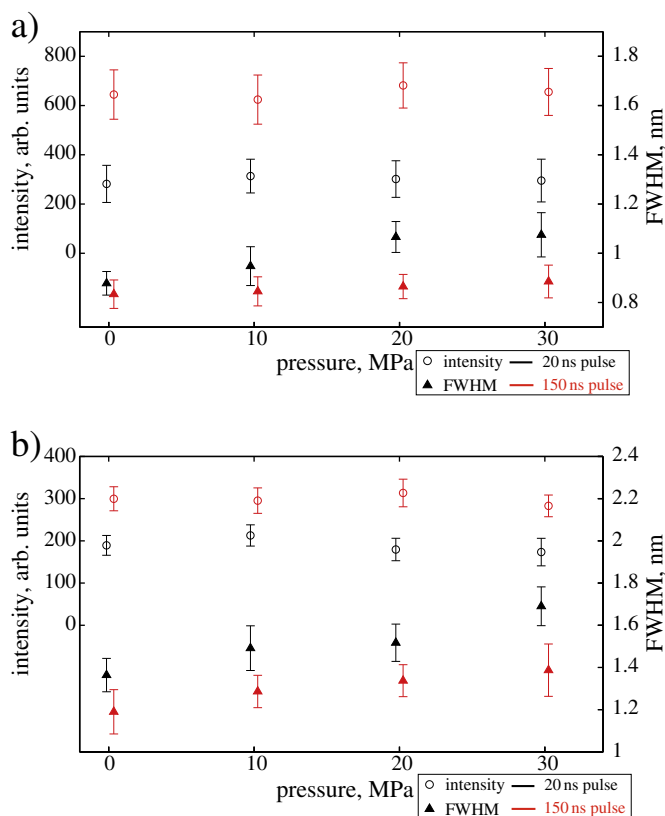 a)
800
600
400
200
0
intensity, arb. units
1.8
1.6
1.4
1.2
1
0.8
FWHM, nm
0 10 20 30
pressure, MPa
intensity 20 ns pulse
FWHM 150 ns pulse
b)
400
300
200
100
0
intensity, arb. units
2.4
2.2
2
1.8
1.6
1.4
1.2
1
FWHM, nm
0 10 20 30
pressure, MPa
intensity 20 ns pulse
FWHM 150 ns pulse